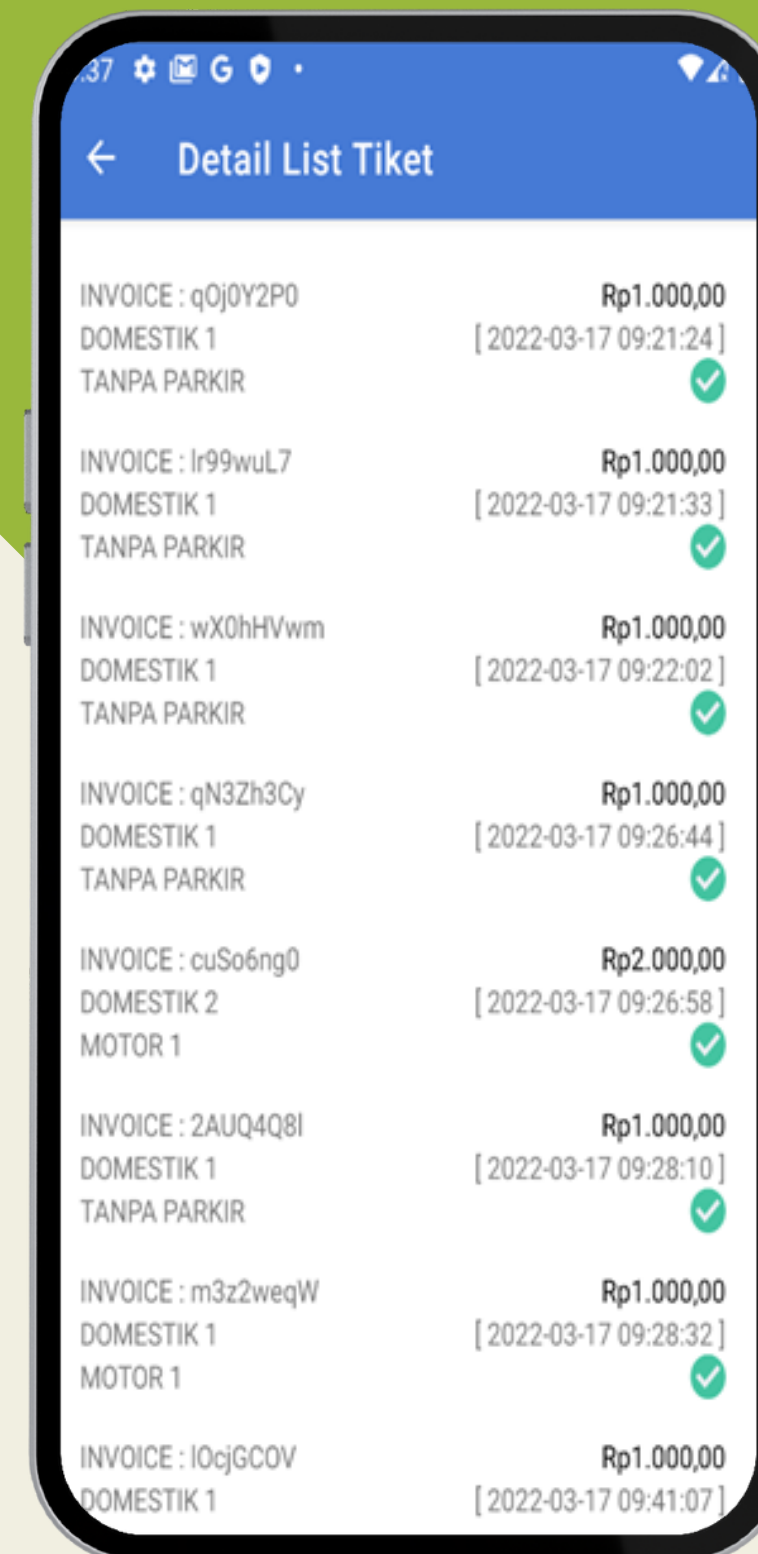 :37 G
Detail List Tiket
INVOICE : qOj0Y2P0 Rp1.000,00
DOMESTIK 1 [ 2022-03-17 09:21:24 ]
TANPA PARKIR
INVOICE : lr99wuL7 Rp1.000,00
DOMESTIK 1 [ 2022-03-17 09:21:33 ]
TANPA PARKIR
INVOICE : wX0hHVwm Rp1.000,00
DOMESTIK 1 [ 2022-03-17 09:22:02 ]
TANPA PARKIR
INVOICE : qN3Zh3Cy Rp1.000,00
DOMESTIK 1 [ 2022-03-17 09:26:44 ]
TANPA PARKIR
INVOICE : cuSo6ng0 Rp2.000,00
DOMESTIK 2 [ 2022-03-17 09:26:58 ]
MOTOR 1
INVOICE : 2AUQ4Q8l Rp1.000,00
DOMESTIK 1 [ 2022-03-17 09:28:10 ]
TANPA PARKIR
INVOICE : m3z2weqW Rp1.000,00
DOMESTIK 1 [ 2022-03-17 09:28:32 ]
MOTOR 1
INVOICE : lOcjGCOV Rp1.000,00
DOMESTIK 1 [ 2022-03-17 09:41:07 ]